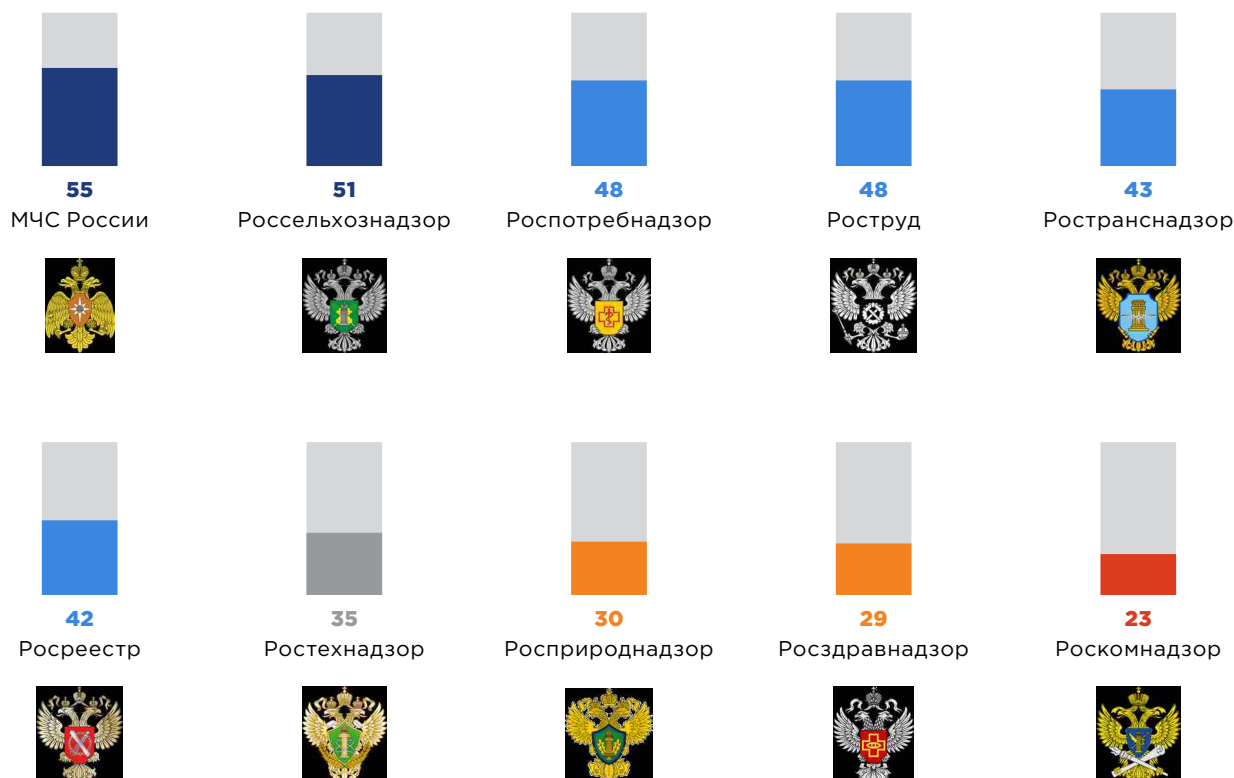 55
МЧС России
51
Россельхознадзор
48
Роспотребнадзор
48
Роструд
43
Ространснадзор
42
Росреестр
35
Ростехнадзор
30
Росприроднадзор
29
Росздравнадзор
23
Роскомнадзор